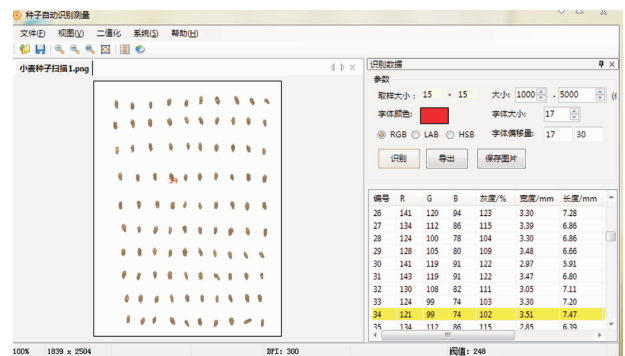 种子自动识别测量
文件(F) 视图(V) 二值化 系统(S) 帮助(H)
小麦种子扫描1.png
34
识别数据
参数
取样大小: 15 * 15 大小: 1000 - 5000
字体颜色: 字体大小: 17
RGB LAB HSB 字体偏移量: 17 30
识别 导出 保存图片
编号 R G B 灰度/% 宽度/mm 长度/mm
26 141 120 94 123 3.30 7.28
27 134 112 86 115 3.39 6.86
28 124 100 78 104 3.30 6.86
29 128 105 80 109 3.48 6.66
30 141 119 91 122 2.97 5.91
31 143 119 91 122 3.47 6.80
32 130 108 82 111 3.05 7.11
33 124 99 74 103 3.30 7.20
34 121 99 74 102 3.51 7.47
35 134 112 86 115 2.85 6.39
100% 1839 x 2504 DPI: 300 阈值: 248